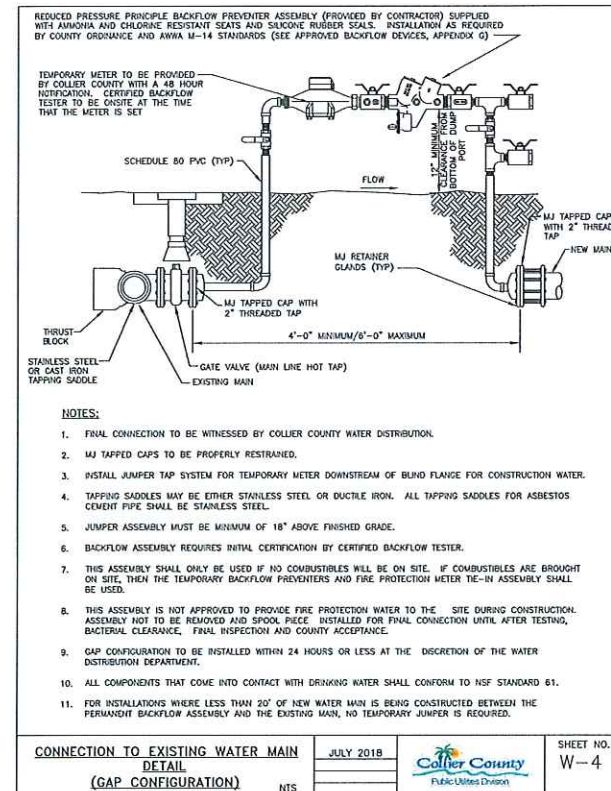 REDUCED PRESSURE PRINCIPLE BACKFLOW PREVENTER ASSEMBLY (PROVIDED BY CONTRACTOR) SUPPLIED
WITH AMMONIA AND CHLORINE RESISTANT SEATS AND SILICONE RUBBER SEALS. INSTALLATION AS REQUIRED
BY COUNTY ORDINANCE AND AWWA M-14 STANDARDS (SEE APPROVED BACKFLOW DEVICES, APPENDIX G)
TEMPORARY METER TO BE PROVIDED
BY COLLIER COUNTY WITH A 48 HOUR
NOTIFICATION. CERTIFIED BACKFLOW
TESTER TO BE ONSITE AT THE TIME
THAT THE METER IS SET
SCHEDULE 80 PVC (TYP)
FLOW
12" MINIMUM
CLEARANCE FROM
BOTTOM OF DUMP
PORT
MJ TAPPED CAP
WITH 2" THREAD
TAP
NEW MAIN
MJ RETAINER
GLANDS (TYP)
MJ TAPPED CAP WITH
2" THREADED TAP
4'-0" MINIMUM/6'-0" MAXIMUM
THRUST
BLOCK
STAINLESS STEEL
OR CAST IRON
TAPPING SADDLE
GATE VALVE (MAIN LINE HOT TAP)
EXISTING MAIN
NOTES:
1. FINAL CONNECTION TO BE WITNESSED BY COLLIER COUNTY WATER DISTRIBUTION.
2. MJ TAPPED CAPS TO BE PROPERLY RESTRAINED.
3. INSTALL JUMPER TAP SYSTEM FOR TEMPORARY METER DOWNSTREAM OF BLIND FLANGE FOR CONSTRUCTION WATER.
4. TAPPING SADDLES MAY BE EITHER STAINLESS STEEL OR DUCTILE IRON. ALL TAPPING SADDLES FOR ASBESTOS
CEMENT PIPE SHALL BE STAINLESS STEEL.
5. JUMPER ASSEMBLY MUST BE MINIMUM OF 18" ABOVE FINISHED GRADE.
6. BACKFLOW ASSEMBLY REQUIRES INITIAL CERTIFICATION BY CERTIFIED BACKFLOW TESTER.
7. THIS ASSEMBLY SHALL ONLY BE USED IF NO COMBUSTIBLES WILL BE ON SITE. IF COMBUSTIBLES ARE BROUGHT
ON SITE, THEN THE TEMPORARY BACKFLOW PREVENTERS AND FIRE PROTECTION METER TIE-IN ASSEMBLY SHALL
BE USED.
8. THIS ASSEMBLY IS NOT APPROVED TO PROVIDE FIRE PROTECTION WATER TO THE SITE DURING CONSTRUCTION.
ASSEMBLY NOT TO BE REMOVED AND SPOOL PIECE INSTALLED FOR FINAL CONNECTION UNTIL AFTER TESTING,
BACTERIAL CLEARANCE, FINAL INSPECTION AND COUNTY ACCEPTANCE.
9. GAP CONFIGURATION TO BE INSTALLED WITHIN 24 HOURS OR LESS AT THE DISCRETION OF THE WATER
DISTRIBUTION DEPARTMENT.
10. ALL COMPONENTS THAT COME INTO CONTACT WITH DRINKING WATER SHALL CONFORM TO NSF STANDARD 61.
11. FOR INSTALLATIONS WHERE LESS THAN 20' OF NEW WATER MAIN IS BEING CONSTRUCTED BETWEEN THE
PERMANENT BACKFLOW ASSEMBLY AND THE EXISTING MAIN, NO TEMPORARY JUMPER IS REQUIRED.
CONNECTION TO EXISTING WATER MAIN
DETAIL
(GAP CONFIGURATION) NTS
JULY 2018
Collier County
Public Utilities Division
SHEET NO.
W-4